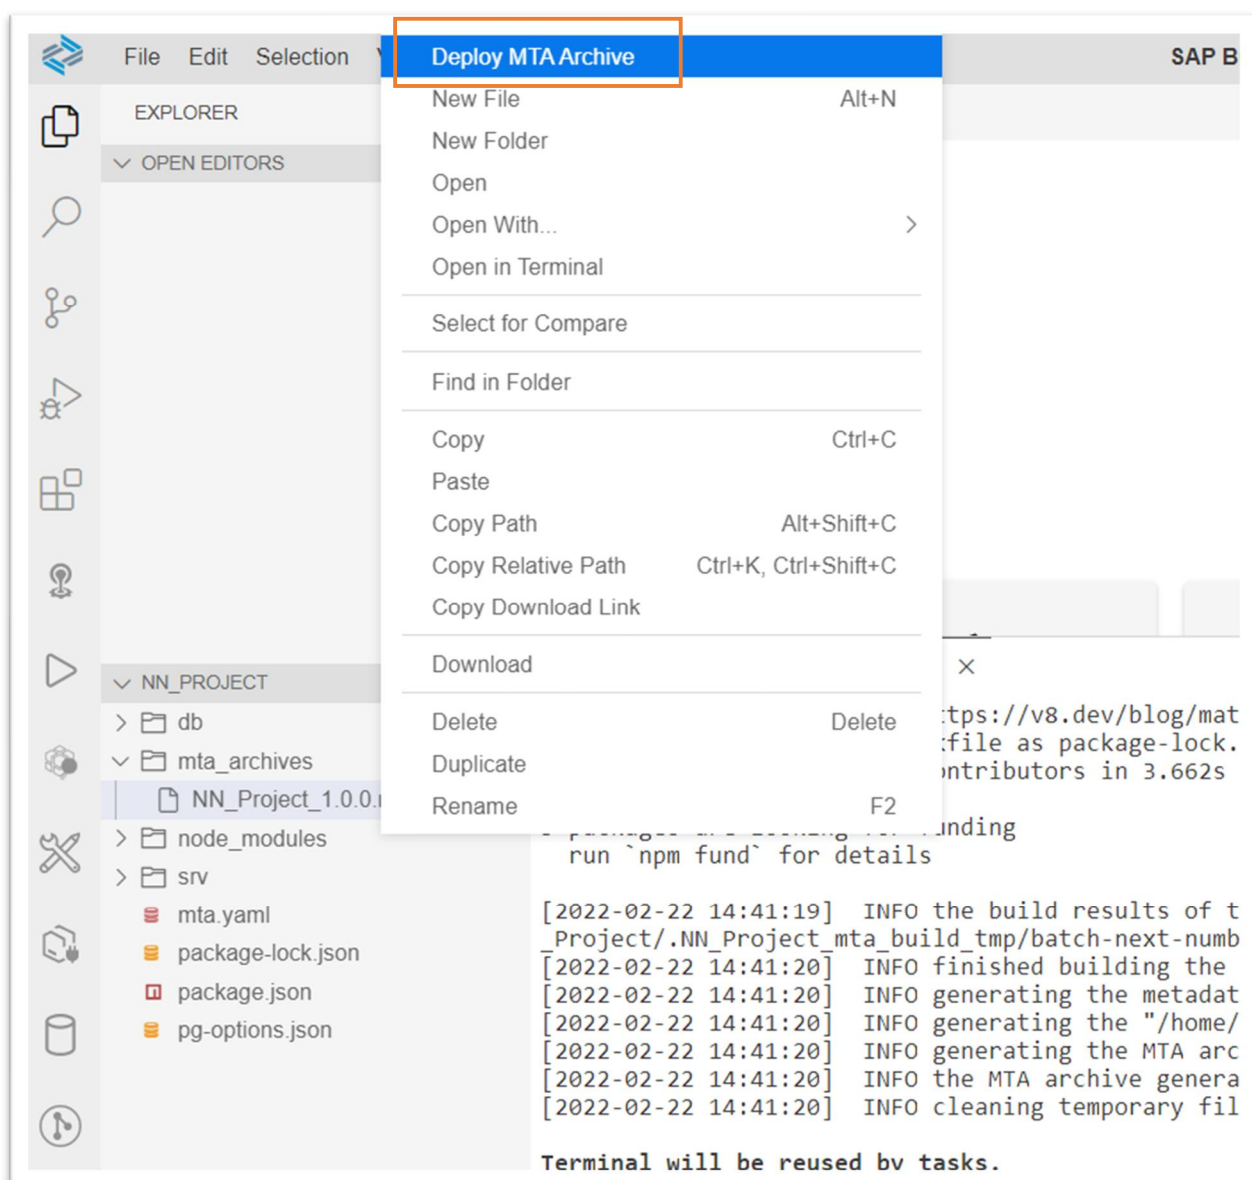 File Edit Selection
SAP B
EXPLORER
OPEN EDITORS
Deploy MTA Archive
New File Alt+N
New Folder
Open
Open With...
Open in Terminal
Select for Compare
Find in Folder
Copy Ctrl+C
Paste
Copy Path Alt+Shift+C
Copy Relative Path Ctrl+K, Ctrl+Shift+C
Copy Download Link
Download
Delete Delete
Duplicate
Rename F2
NN_PROJECT
db
mta_archives
NN_Project_1.0.0.
node_modules
srv
mta.yaml
package-lock.json
package.json
pg-options.json
ttps://v8.dev/blog/mat
kfile as package-lock.
ontributors in 3.662s
packages are looking for funding
run `npm fund` for details
[2022-02-22 14:41:19] INFO the build results of t
_Project/.NN_Project_mta_build_tmp/batch-next-numb
[2022-02-22 14:41:20] INFO finished building the
[2022-02-22 14:41:20] INFO generating the metadat
[2022-02-22 14:41:20] INFO generating the "/home/
[2022-02-22 14:41:20] INFO generating the MTA arc
[2022-02-22 14:41:20] INFO the MTA archive genera
[2022-02-22 14:41:20] INFO cleaning temporary fil
Terminal will be reused by tasks.